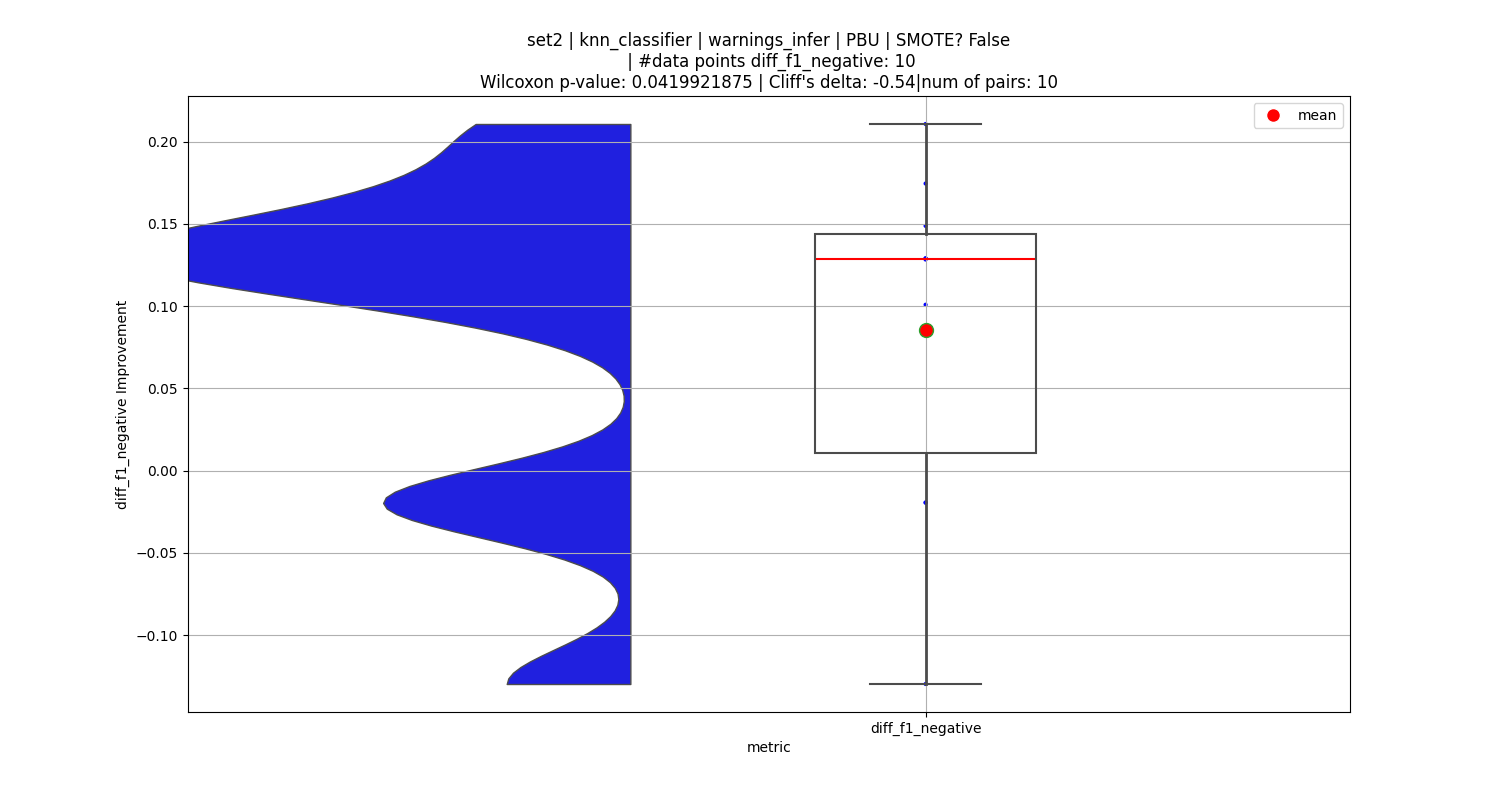 set2 | knn_classifier | warnings_infer | PBU | SMOTE? False
| #data points diff_f1_negative: 10
Wilcoxon p-value: 0.0419921875 | Cliff's delta: -0.54|num of pairs: 10
mean
0.20
0.15
0.10
0.05
0.00
−0.05
−0.10
diff_f1_negative Improvement
diff_f1_negative
metric